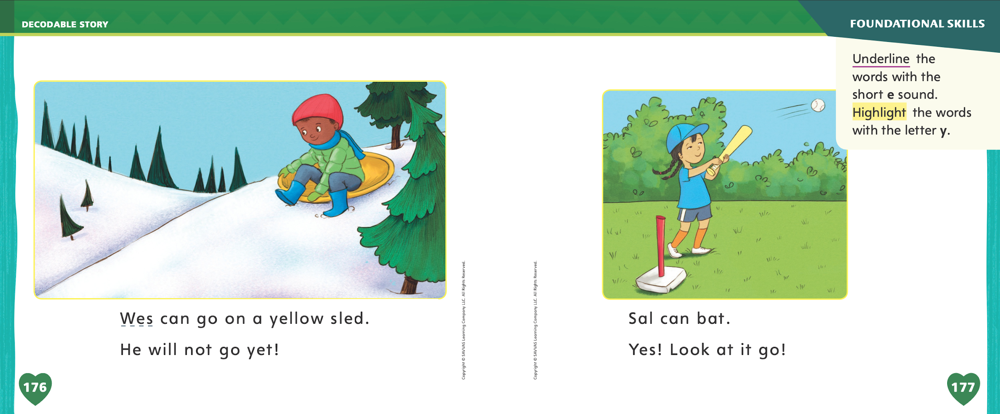 DECODABLE STORY
FOUNDATIONAL SKILLS
Underline the
words with the
short e sound.
Highlight the words
with the letter y.
Wes can go on a yellow sled.
He will not go yet!
Copyright © SAVVAS Learning Company LLC. All Rights Reserved.
176
Copyright © SAVVAS Learning Company LLC. All Rights Reserved.
Sal can bat.
Yes! Look at it go!
177